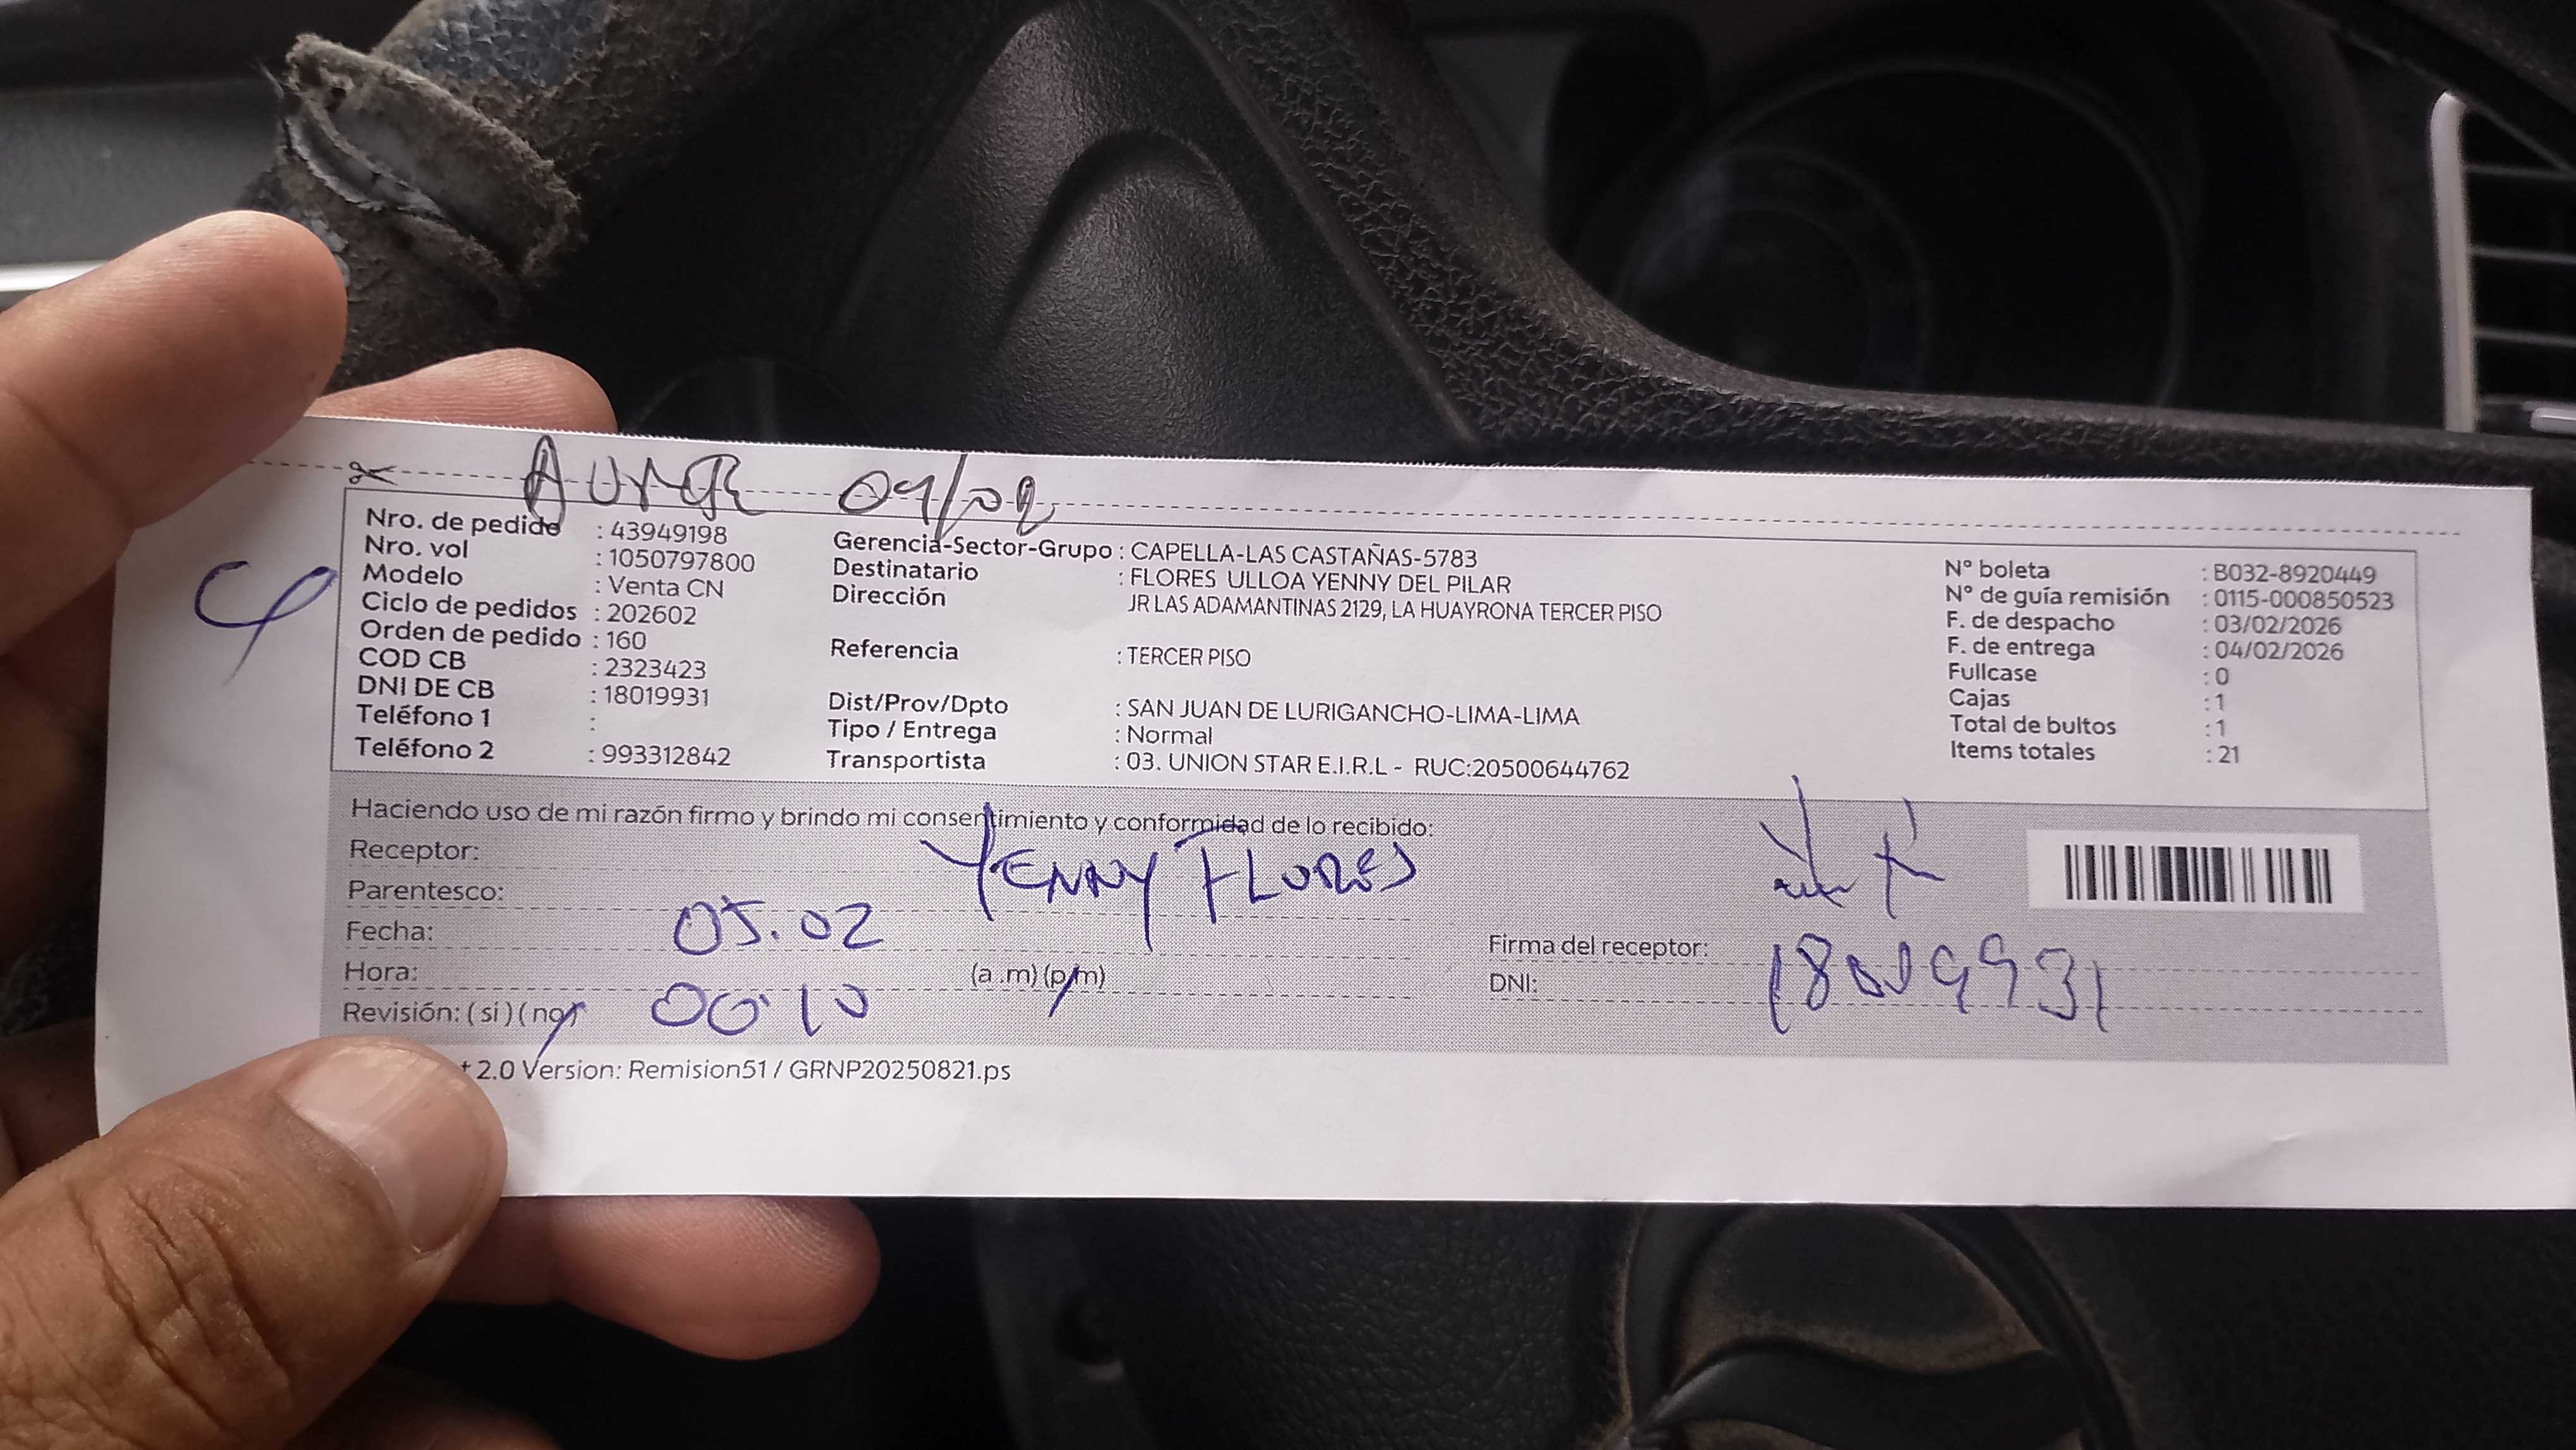 09/02
Nro. de pedido : 43949198
Nro. vol : 1050797800
Modelo : Venta CN
Ciclo de pedidos : 202602
Orden de pedido : 160
COD CB : 2323423
DNI DE CB : 18019931
Teléfono 1 :
Teléfono 2 : 993312842
Gerencia-Sector-Grupo : CAPELLA-LAS CASTAÑAS-5783
Destinatario : FLORES ULLOA YENNY DEL PILAR
Dirección JR LAS ADAMANTINAS 2129, LA HUAYRONA TERCER PISO
Referencia : TERCER PISO
Dist/Prov/Dpto : SAN JUAN DE LURIGANCHO-LIMA-LIMA
Tipo / Entrega : Normal
Transportista : 03. UNION STAR E.I.R.L - RUC:20500644762
N° boleta : B032-8920449
N° de guía remisión : 0115-000850523
F. de despacho : 03/02/2026
F. de entrega : 04/02/2026
Fullcase : 0
Cajas : 1
Total de bultos : 1
Items totales : 21
Haciendo uso de mi razón firmo y brindo mi consentimiento y conformidad de lo recibido:
Receptor: YENNY FLORES
Parentesco:
Fecha: 05.02
Hora: (a .m) (p.m)
Revisión: ( si ) ( no )
Firma del receptor:
DNI: 18019931
t 2.0 Version: Remision51 / GRNP20250821.ps